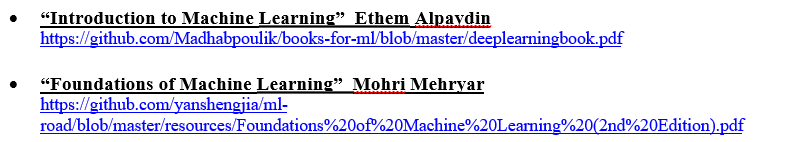 • “Introduction to Machine Learning” Ethem Alpaydin
https://github.com/Madhabpoulik/books-for-ml/blob/master/deeplearningbook.pdf
• “Foundations of Machine Learning” Mohri Mehryar
https://github.com/yanshengjia/ml-
road/blob/master/resources/Foundations%20of%20Machine%20Learning%20(2nd%20Edition).pdf